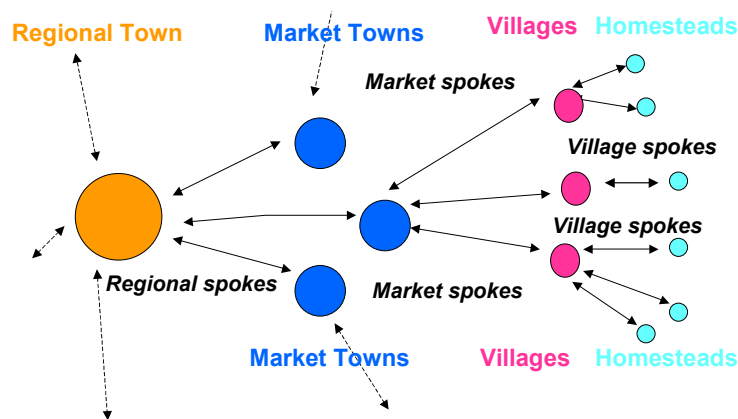 Regional Town
Market Towns
Villages
Homesteads
Market spokes
Village spokes
Village spokes
Regional spokes
Market spokes
Market Towns
Villages
Homesteads